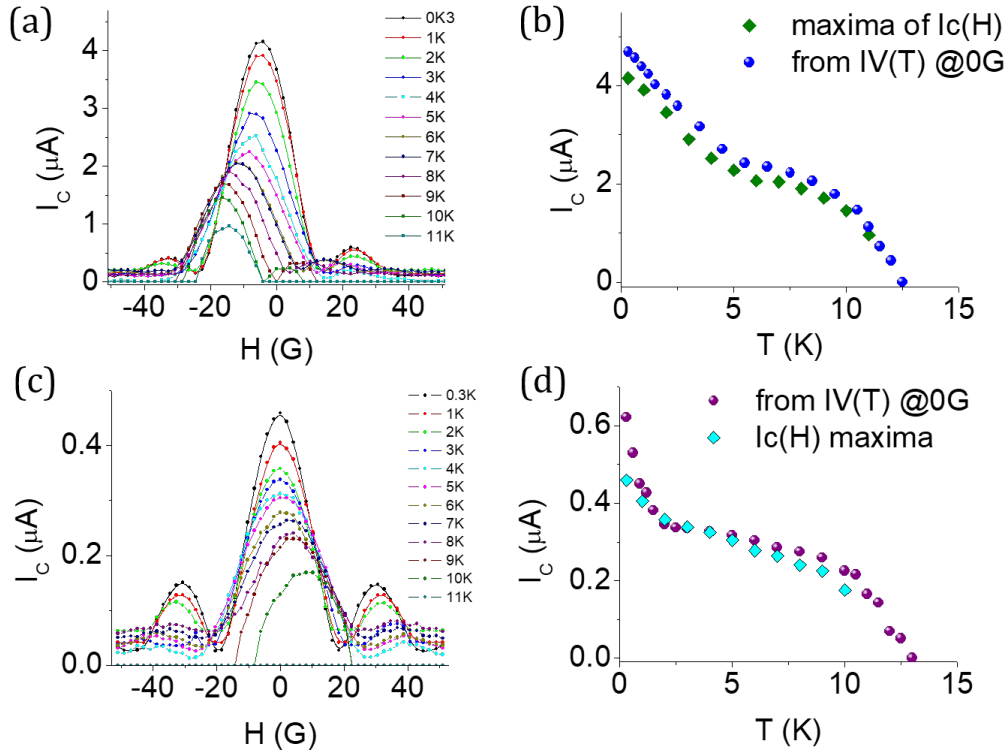 (a)
4
3
2
1
0
I_C (μA)
-40 -20 0 20 40
H (G)
0K3
1K
2K
3K
4K
5K
6K
7K
8K
9K
10K
11K
(b)
maxima of Ic(H)
from IV(T) @0G
4
2
0
I_C (μA)
0 5 10 15
T (K)
(c)
0.4
0.2
0.0
I_C (μA)
-40 -20 0 20 40
H (G)
0.3K
1K
2K
3K
4K
5K
6K
7K
8K
9K
10K
11K
(d)
from IV(T) @0G
Ic(H) maxima
0.6
0.4
0.2
0.0
I_C (μA)
0 5 10 15
T (K)